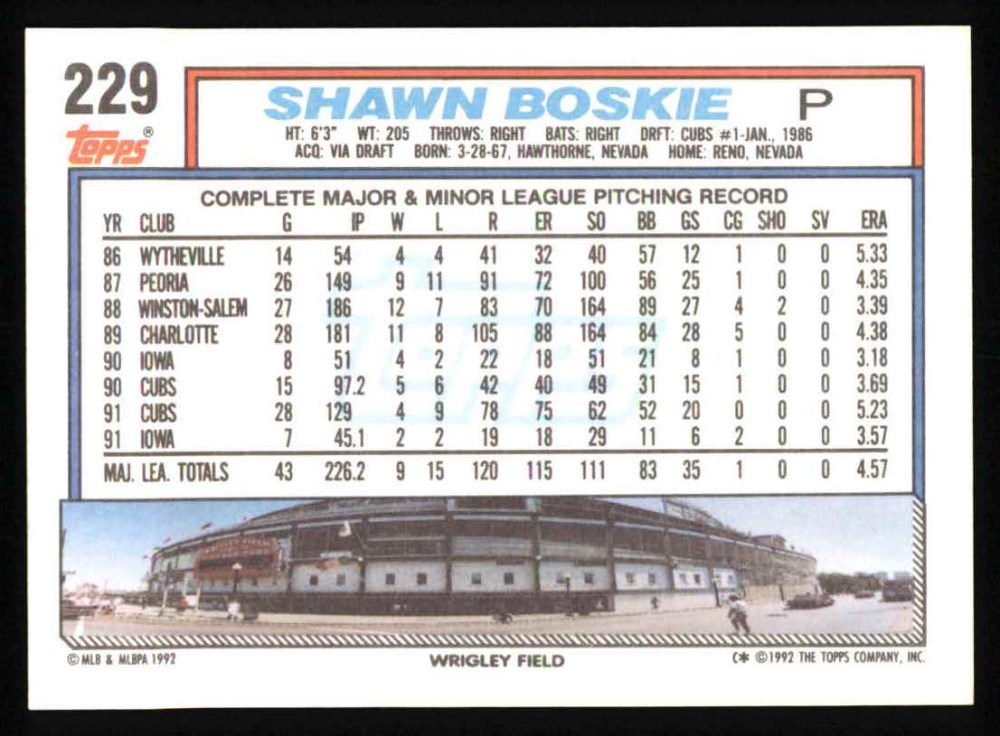 229
Topps®
SHAWN BOSKIE P
HT: 6'3" WT: 205 THROWS: RIGHT BATS: RIGHT DRFT: CUBS #1-JAN., 1986
ACQ: VIA DRAFT BORN: 3-28-67, HAWTHORNE, NEVADA HOME: RENO, NEVADA
COMPLETE MAJOR & MINOR LEAGUE PITCHING RECORD
YR CLUB G IP W L R ER SO BB GS CG SHO SV ERA
86 WYTHEVILLE 14 54 4 4 41 32 40 57 12 1 0 0 5.33
87 PEORIA 26 149 9 11 91 72 100 56 25 1 0 0 4.35
88 WINSTON-SALEM 27 186 12 7 83 70 164 89 27 4 2 0 3.39
89 CHARLOTTE 28 181 11 8 105 88 164 84 28 5 0 0 4.38
90 IOWA 8 51 4 2 22 18 51 21 8 1 0 0 3.18
90 CUBS 15 97.2 5 6 42 40 49 31 15 1 0 0 3.69
91 CUBS 28 129 4 9 78 75 62 52 20 0 0 0 5.23
91 IOWA 7 45.1 2 2 19 18 29 11 6 2 0 0 3.57
MAJ. LEA. TOTALS 43 226.2 9 15 120 115 111 83 35 1 0 0 4.57
Topps
© MLB & MLBPA 1992 WRIGLEY FIELD C* © 1992 THE TOPPS COMPANY, INC.